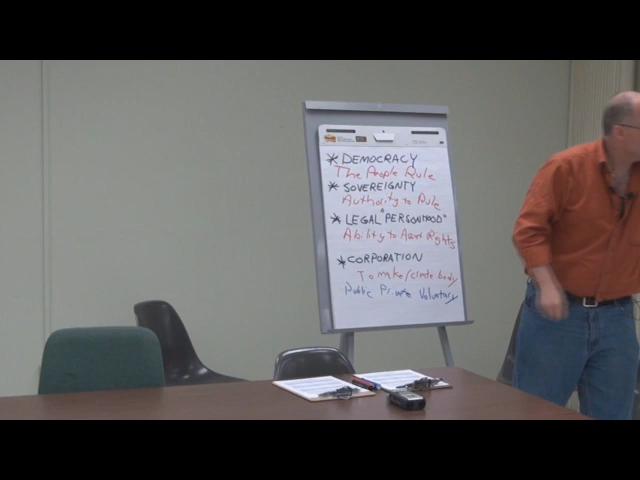 * DEMOCRACY
The People Rule
* SOVEREIGNTY
Authority to Rule
* LEGAL "PERSONHOOD"
Ability to Assert Rights
* CORPORATION
To make/create body
Public Private Voluntary